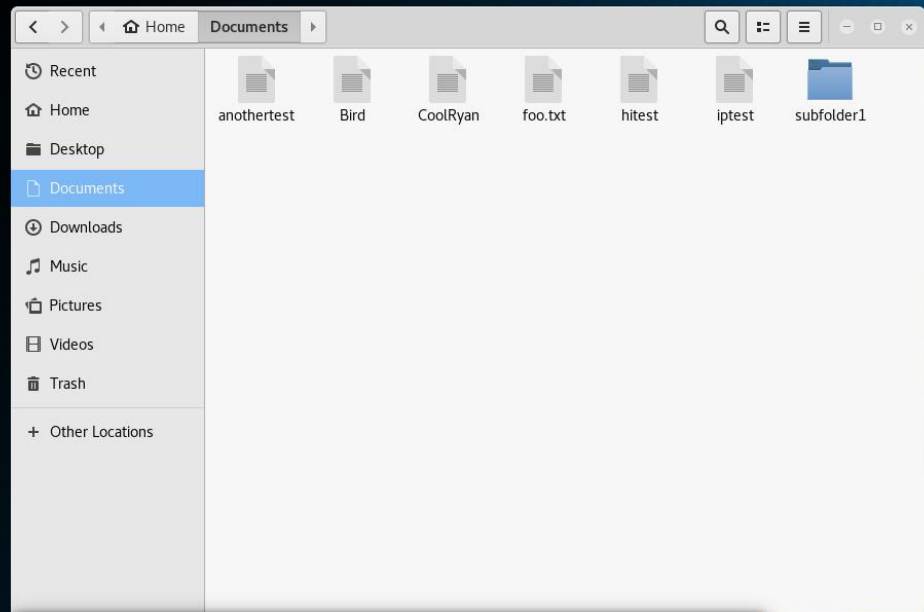 Home Documents
Recent
Home
Desktop
Documents
Downloads
Music
Pictures
Videos
Trash
+ Other Locations
anothertest Bird CoolRyan foo.txt hitest iptest subfolder1